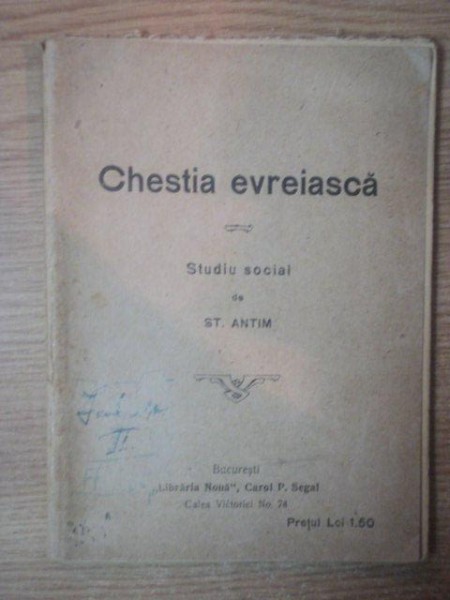 Chestia evreiască
Studiu social
de
ST. ANTIM
II
București
„Librăria Nouă", Carol P. Segal
Calea Victoriei No. 74
Prețul Lei 1.50